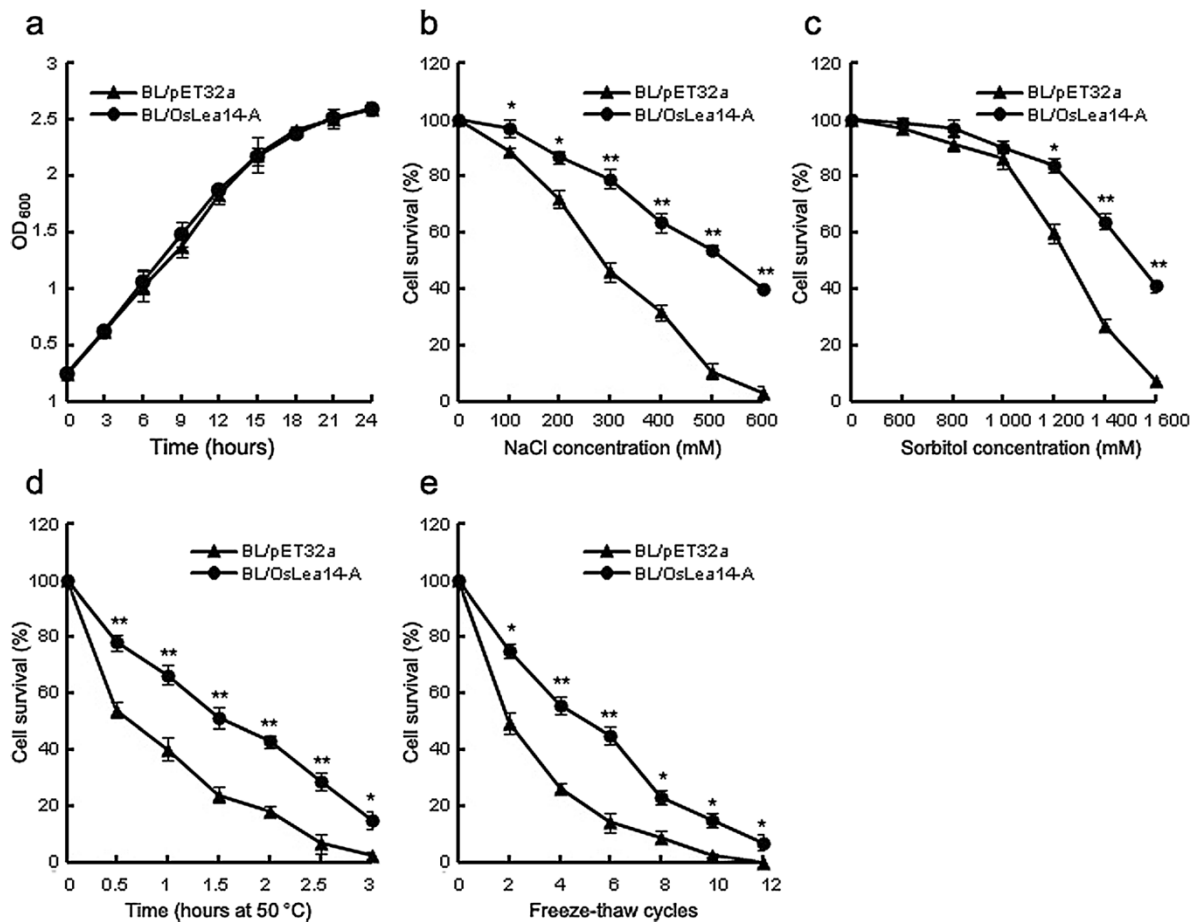 a
3
BL/pET32a
BL/OsLea14-A
2.5
2
1.5
1
0.5
1
OD600
0 3 6 9 12 15 18 21 24
Time (hours)
b
120
BL/pET32a
BL/OsLea14-A
100
80
60
40
20
0
Cell survival (%)
* * ** ** ** **
0 100 200 300 400 500 600
NaCl concentration (mM)
c
120
BL/pET32a
BL/OsLea14-A
100
80
60
40
20
0
Cell survival (%)
* ** **
0 600 800 1 000 1 200 1 400 1 600
Sorbitol concentration (mM)
d
120
BL/pET32a
BL/OsLea14-A
100
80
60
40
20
0
Cell survival (%)
** ** ** ** ** *
0 0.5 1 1.5 2 2.5 3
Time (hours at 50 °C)
e
120
BL/pET32a
BL/OsLea14-A
100
80
60
40
20
0
Cell survival (%)
* ** ** * * *
0 2 4 6 8 10 12
Freeze-thaw cycles